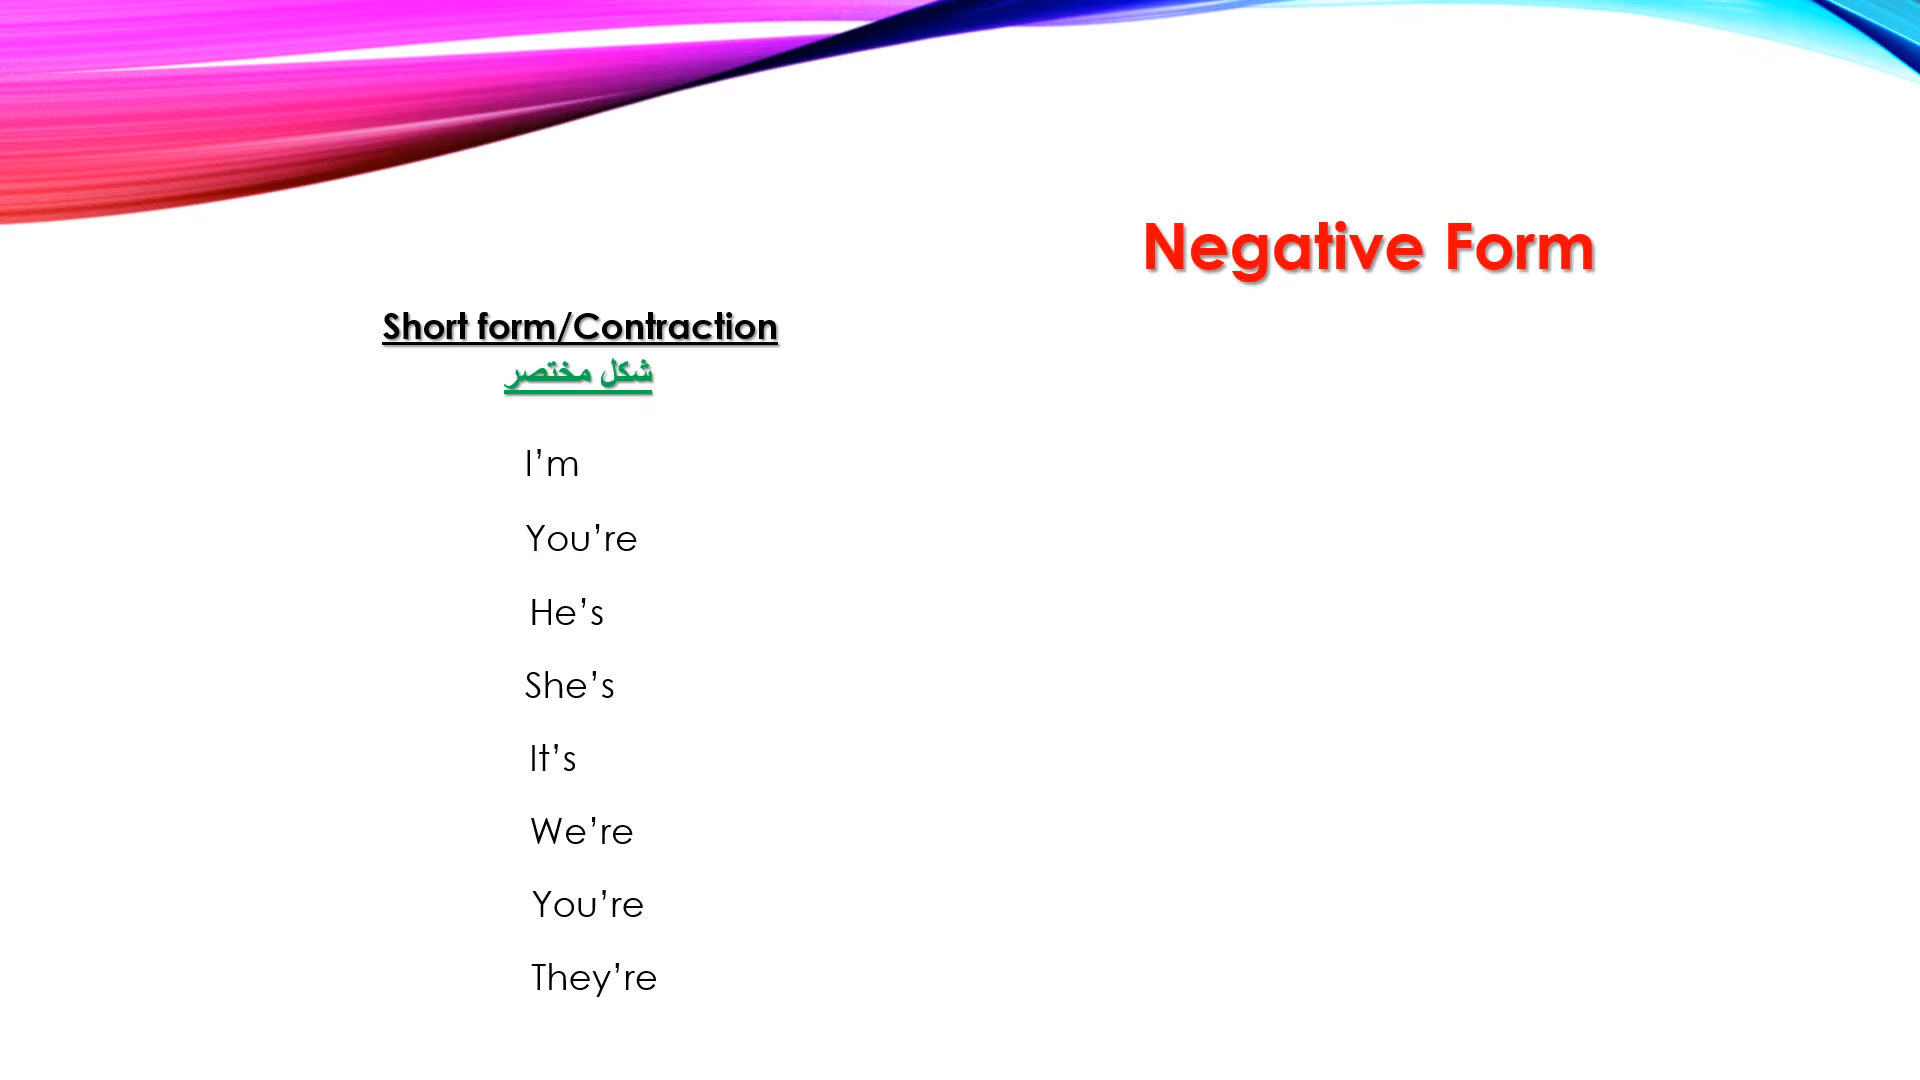 Negative Form
Short form/Contraction
شكل مختصر
I’m
You’re
He’s
She’s
It’s
We’re
You’re
They’re